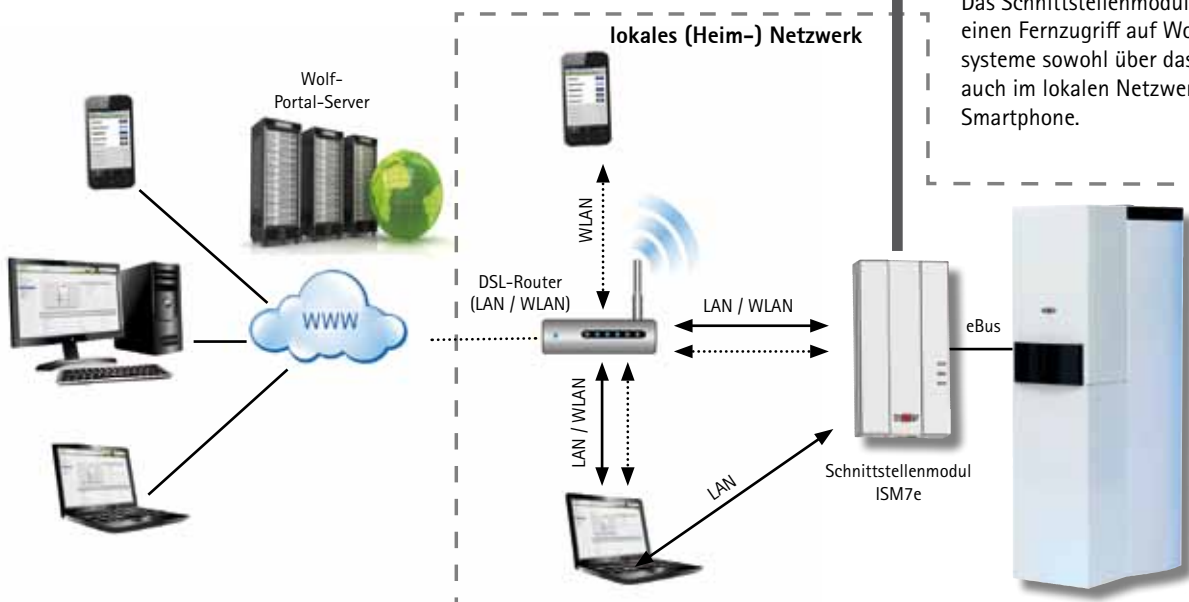 Das Schnittstellenmodul
einen Fernzugriff auf Wo
systeme sowohl über das
auch im lokalen Netzwer
Smartphone.
lokales (Heim-) Netzwerk
Wolf-
Portal-Server
WLAN
DSL-Router
(LAN / WLAN)
WWW
LAN / WLAN
eBus
LAN / WLAN
LAN
Schnittstellenmodul
ISM7e